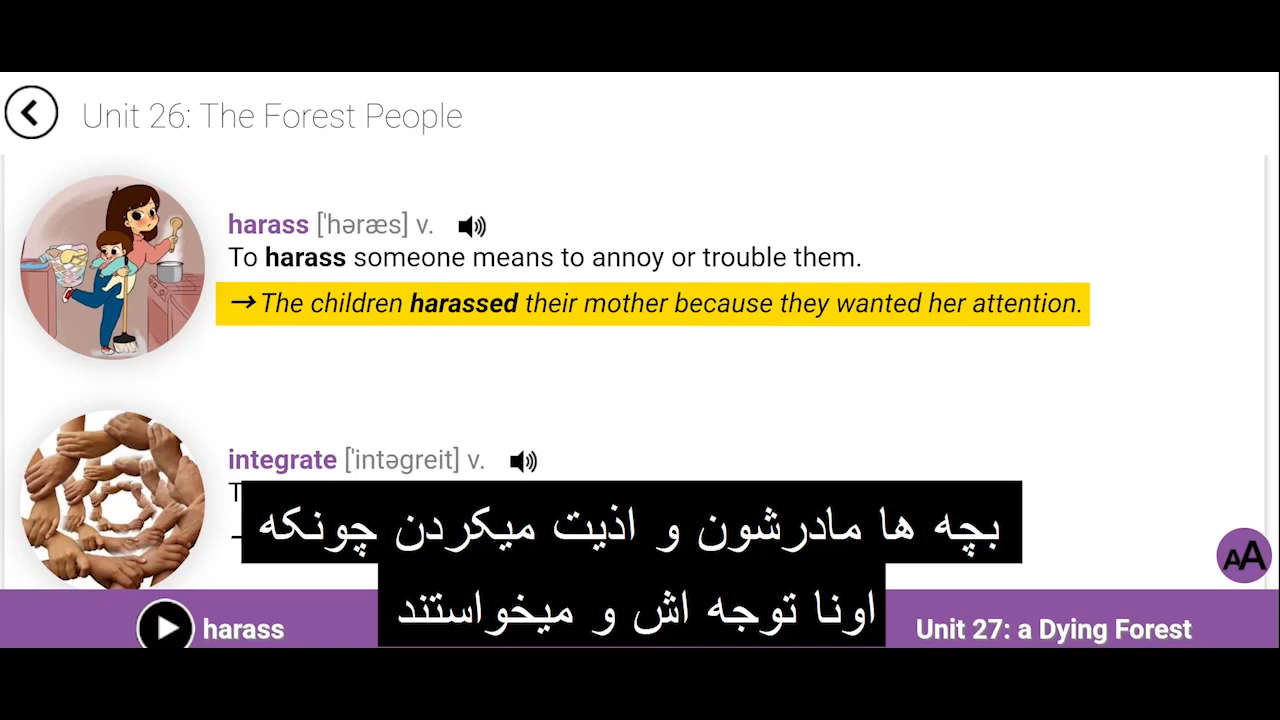 Unit 26: The Forest People
harass ['həræs] v.
To harass someone means to annoy or trouble them.
→ The children harassed their mother because they wanted her attention.
integrate ['intəgreit] v.
بچه ها مادرشون و اذیت میکردن چونکه
اونا توجه اش و میخواستند
AA
harass
Unit 27: a Dying Forest